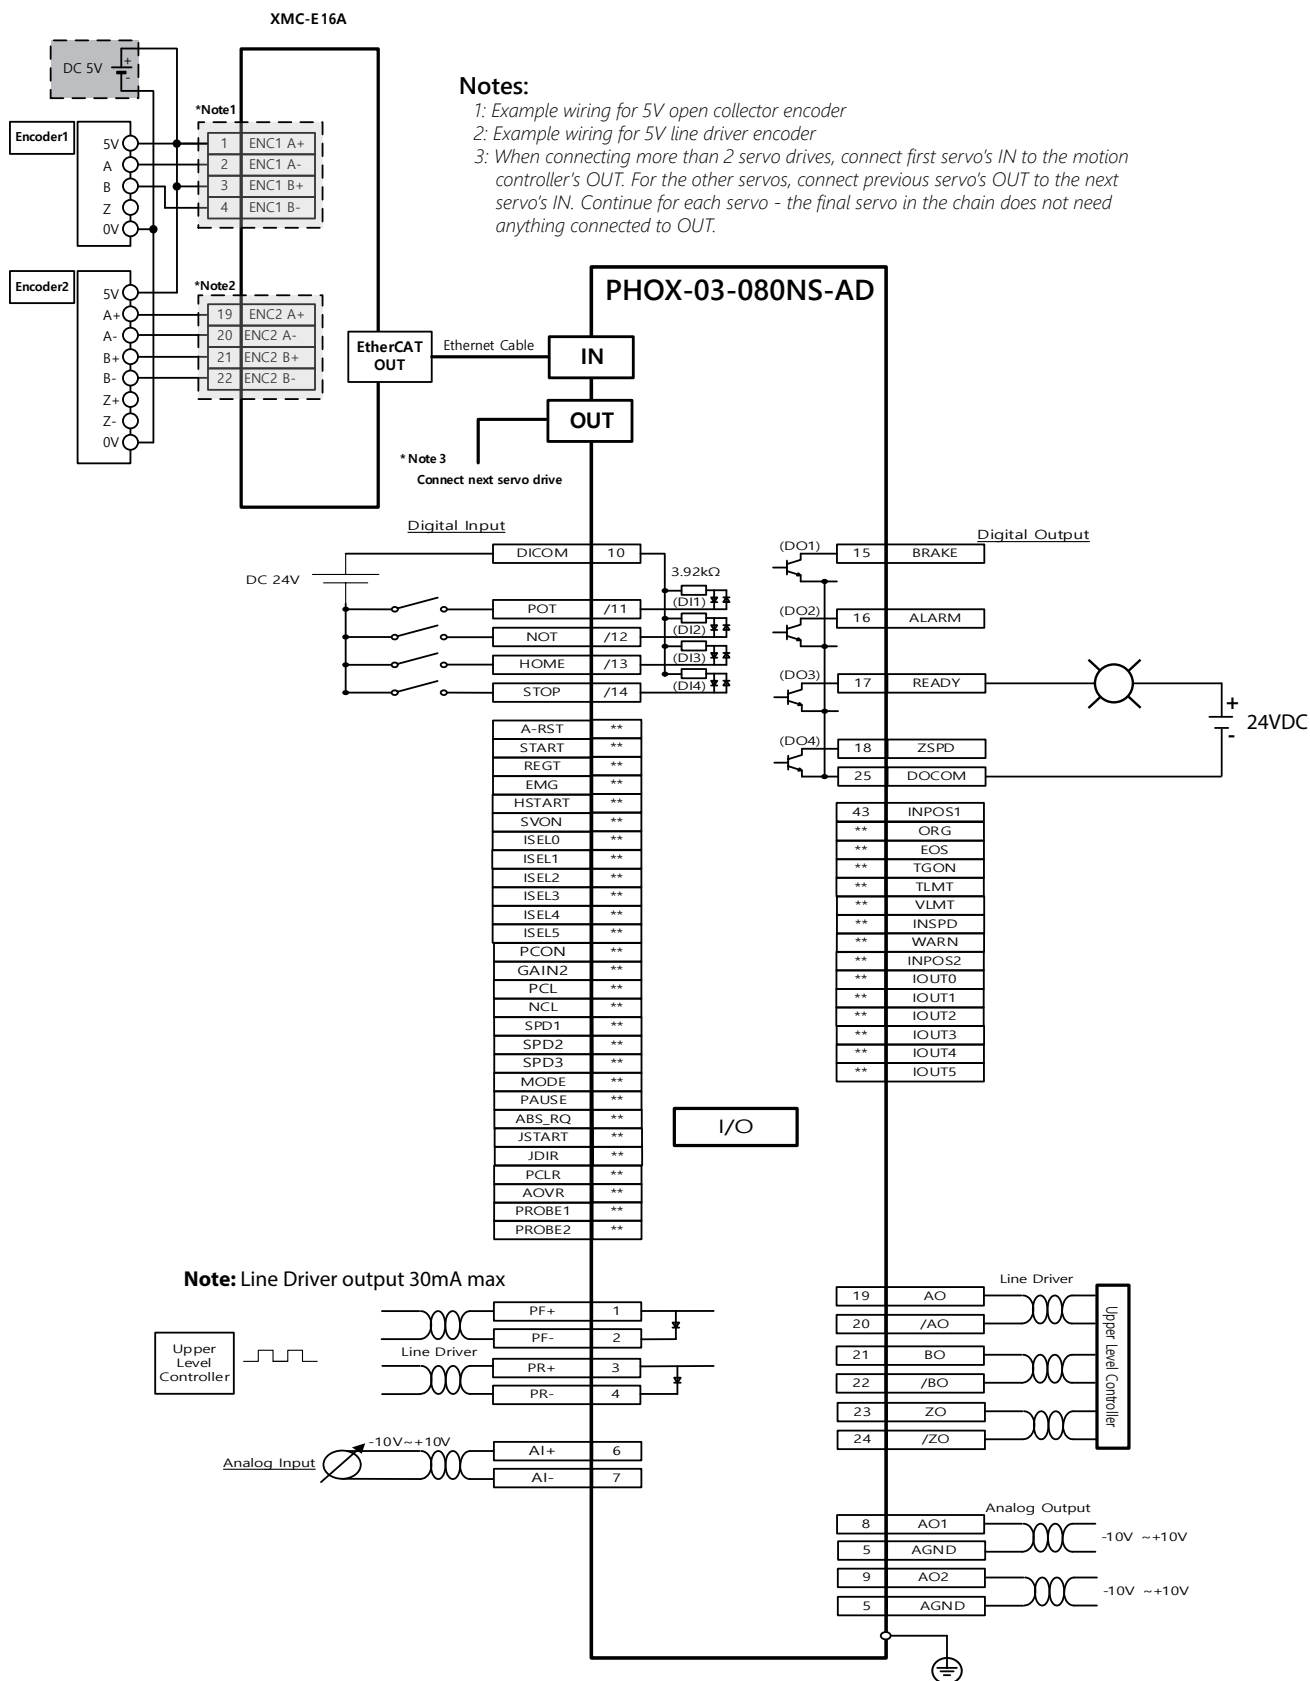 XMC-E16A
DC 5V
+
-
*Note1
Encoder1
5V
A
B
Z
0V
1 ENC1 A+
2 ENC1 A-
3 ENC1 B+
4 ENC1 B-
Notes:
1: Example wiring for 5V open collector encoder
2: Example wiring for 5V line driver encoder
3: When connecting more than 2 servo drives, connect first servo's IN to the motion
controller's OUT. For the other servos, connect previous servo's OUT to the next
servo's IN. Continue for each servo - the final servo in the chain does not need
anything connected to OUT.
Encoder2
*Note2
5V
A+
A-
B+
B-
Z+
Z-
0V
19 ENC2 A+
20 ENC2 A-
21 ENC2 B+
22 ENC2 B-
EtherCAT
OUT
Ethernet Cable
PHOX-03-080NS-AD
IN
OUT
* Note 3
Connect next servo drive
Digital Input
DC 24V
DICOM 10
3.92kΩ
POT /11
(DI1)
NOT /12
(DI2)
HOME /13
(DI3)
STOP /14
(DI4)
A-RST **
START **
REGT **
EMG **
HSTART **
SVON **
ISEL0 **
ISEL1 **
ISEL2 **
ISEL3 **
ISEL4 **
ISEL5 **
PCON **
GAIN2 **
PCL **
NCL **
SPD1 **
SPD2 **
SPD3 **
MODE **
PAUSE **
ABS_RQ **
JSTART **
JDIR **
PCLR **
AOVR **
PROBE1 **
PROBE2 **
Digital Output
(DO1)
15 BRAKE
(DO2)
16 ALARM
(DO3)
17 READY
(DO4)
18 ZSPD
25 DOCOM
+
24VDC
-
43 INPOS1
** ORG
** EOS
** TGON
** TLMT
** VLMT
** INSPD
** WARN
** INPOS2
** IOUT0
** IOUT1
** IOUT2
** IOUT3
** IOUT4
** IOUT5
I/O
Note: Line Driver output 30mA max
Upper
Level
Controller
Line Driver
PF+ 1
PF- 2
PR+ 3
PR- 4
Analog Input
-10V~+10V
AI+ 6
AI- 7
Line Driver
19 AO
20 /AO
21 BO
22 /BO
23 ZO
24 /ZO
Upper Level Controller
Analog Output
8 AO1
5 AGND
-10V ~+10V
9 AO2
5 AGND
-10V ~+10V